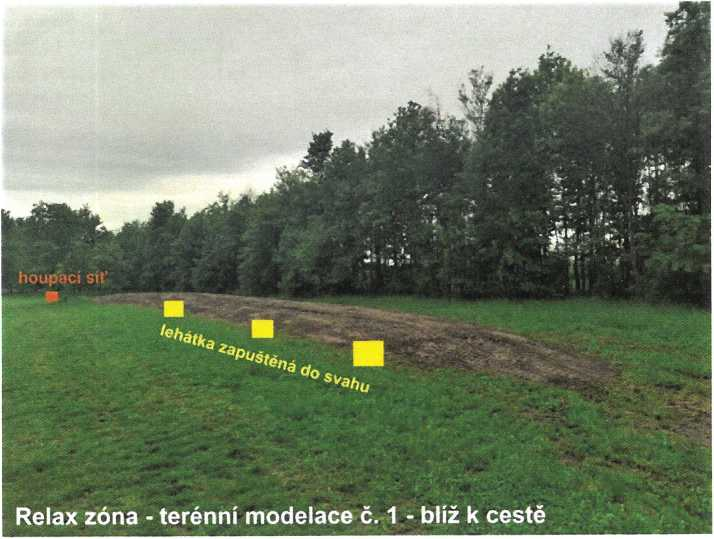 houpací síť
lehátka zapuštěná do svahu
Relax zóna - terénní modelace č. 1 - blíž k cestě